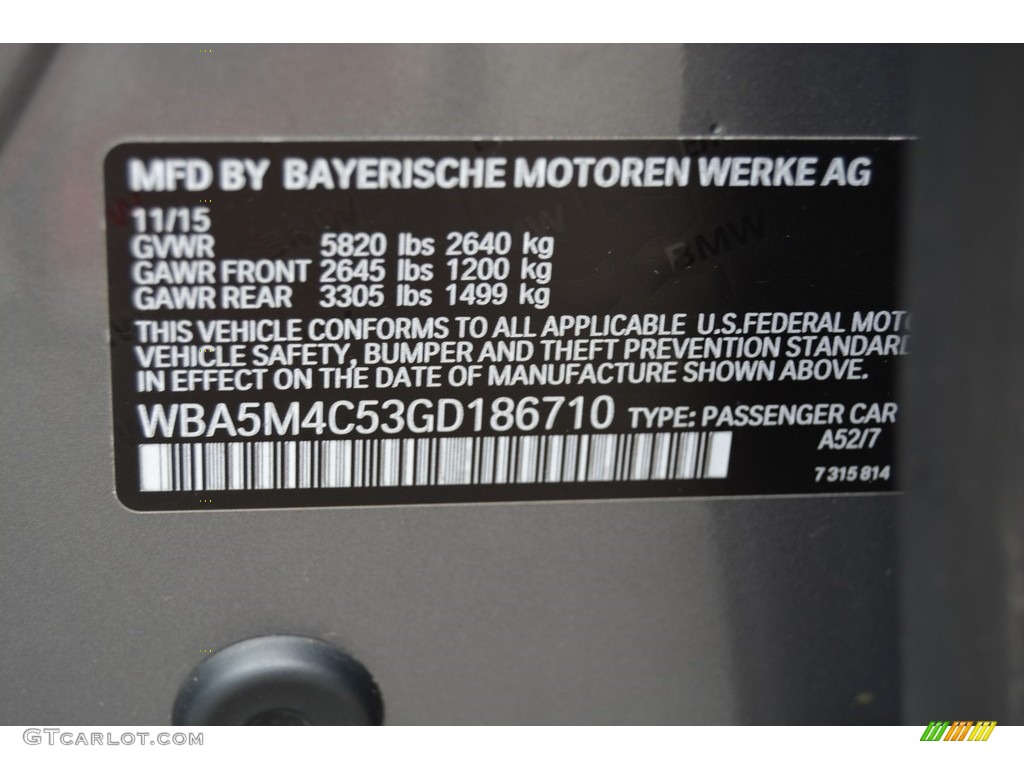 MFD BY BAYERISCHE MOTOREN WERKE AG
11/15
GVWR 5820 lbs 2640 kg
GAWR FRONT 2645 lbs 1200 kg
GAWR REAR 3305 lbs 1499 kg
THIS VEHICLE CONFORMS TO ALL APPLICABLE U.S.FEDERAL MOTO
VEHICLE SAFETY, BUMPER AND THEFT PREVENTION STANDARD
IN EFFECT ON THE DATE OF MANUFACTURE SHOWN ABOVE.
WBA5M4C53GD186710 TYPE: PASSENGER CAR
A52/7
7 315 814
BMW
GTCARLOT.COM